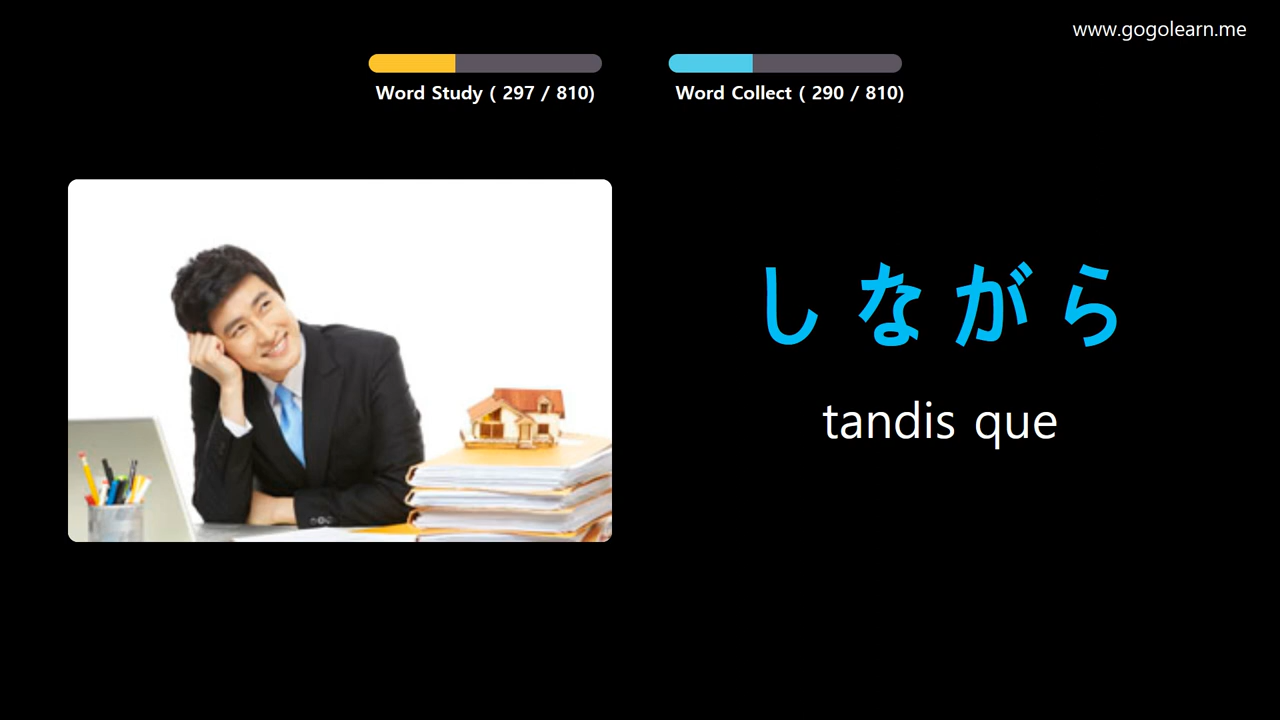 www.gogolearn.me
Word Study ( 297 / 810)
Word Collect ( 290 / 810)
しながら
tandis que